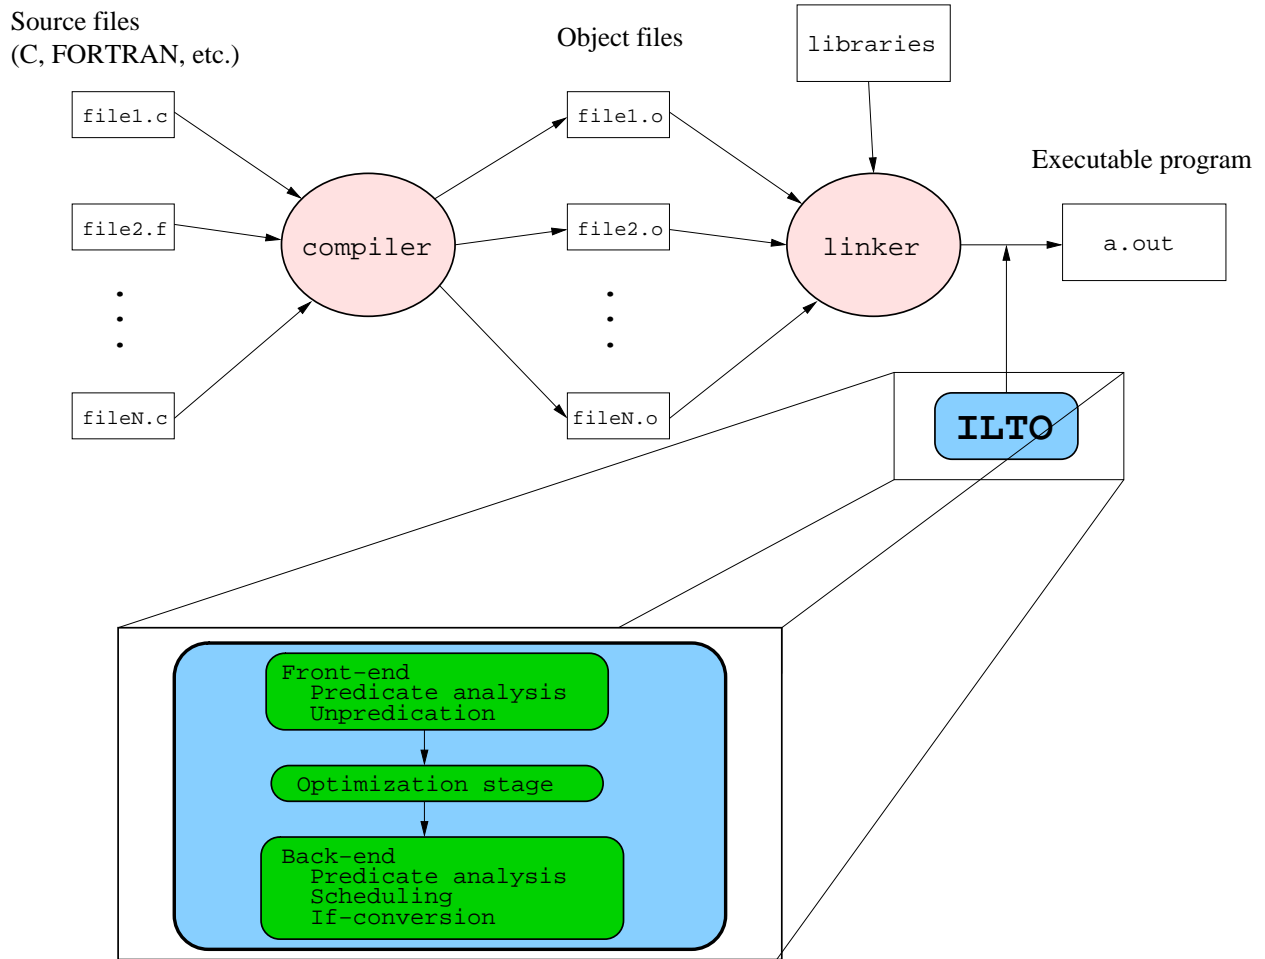 Source files
(C, FORTRAN, etc.)
Object files
libraries
file1.c
file1.o
Executable program
file2.f
compiler
file2.o
linker
a.out
fileN.c
fileN.o
ILTO
Front-end
Predicate analysis
Unpredication
Optimization stage
Back-end
Predicate analysis
Scheduling
If-conversion